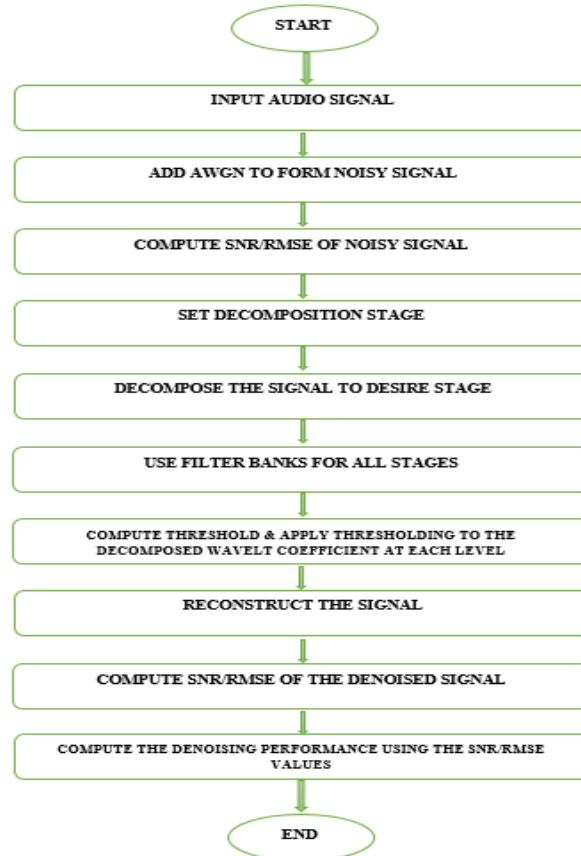 START
INPUT AUDIO SIGNAL
ADD AWGN TO FORM NOISY SIGNAL
COMPUTE SNR/RMSE OF NOISY SIGNAL
SET DECOMPOSITION STAGE
DECOMPOSE THE SIGNAL TO DESIRE STAGE
USE FILTER BANKS FOR ALL STAGES
COMPUTE THRESHOLD & APPLY THRESHOLDING TO THE
DECOMPOSED WAVELT COEFFICIENT AT EACH LEVEL
RECONSTRUCT THE SIGNAL
COMPUTE SNR/RMSE OF THE DENOISED SIGNAL
COMPUTE THE DENOISING PERFORMANCE USING THE SNR/RMSE
VALUES
END